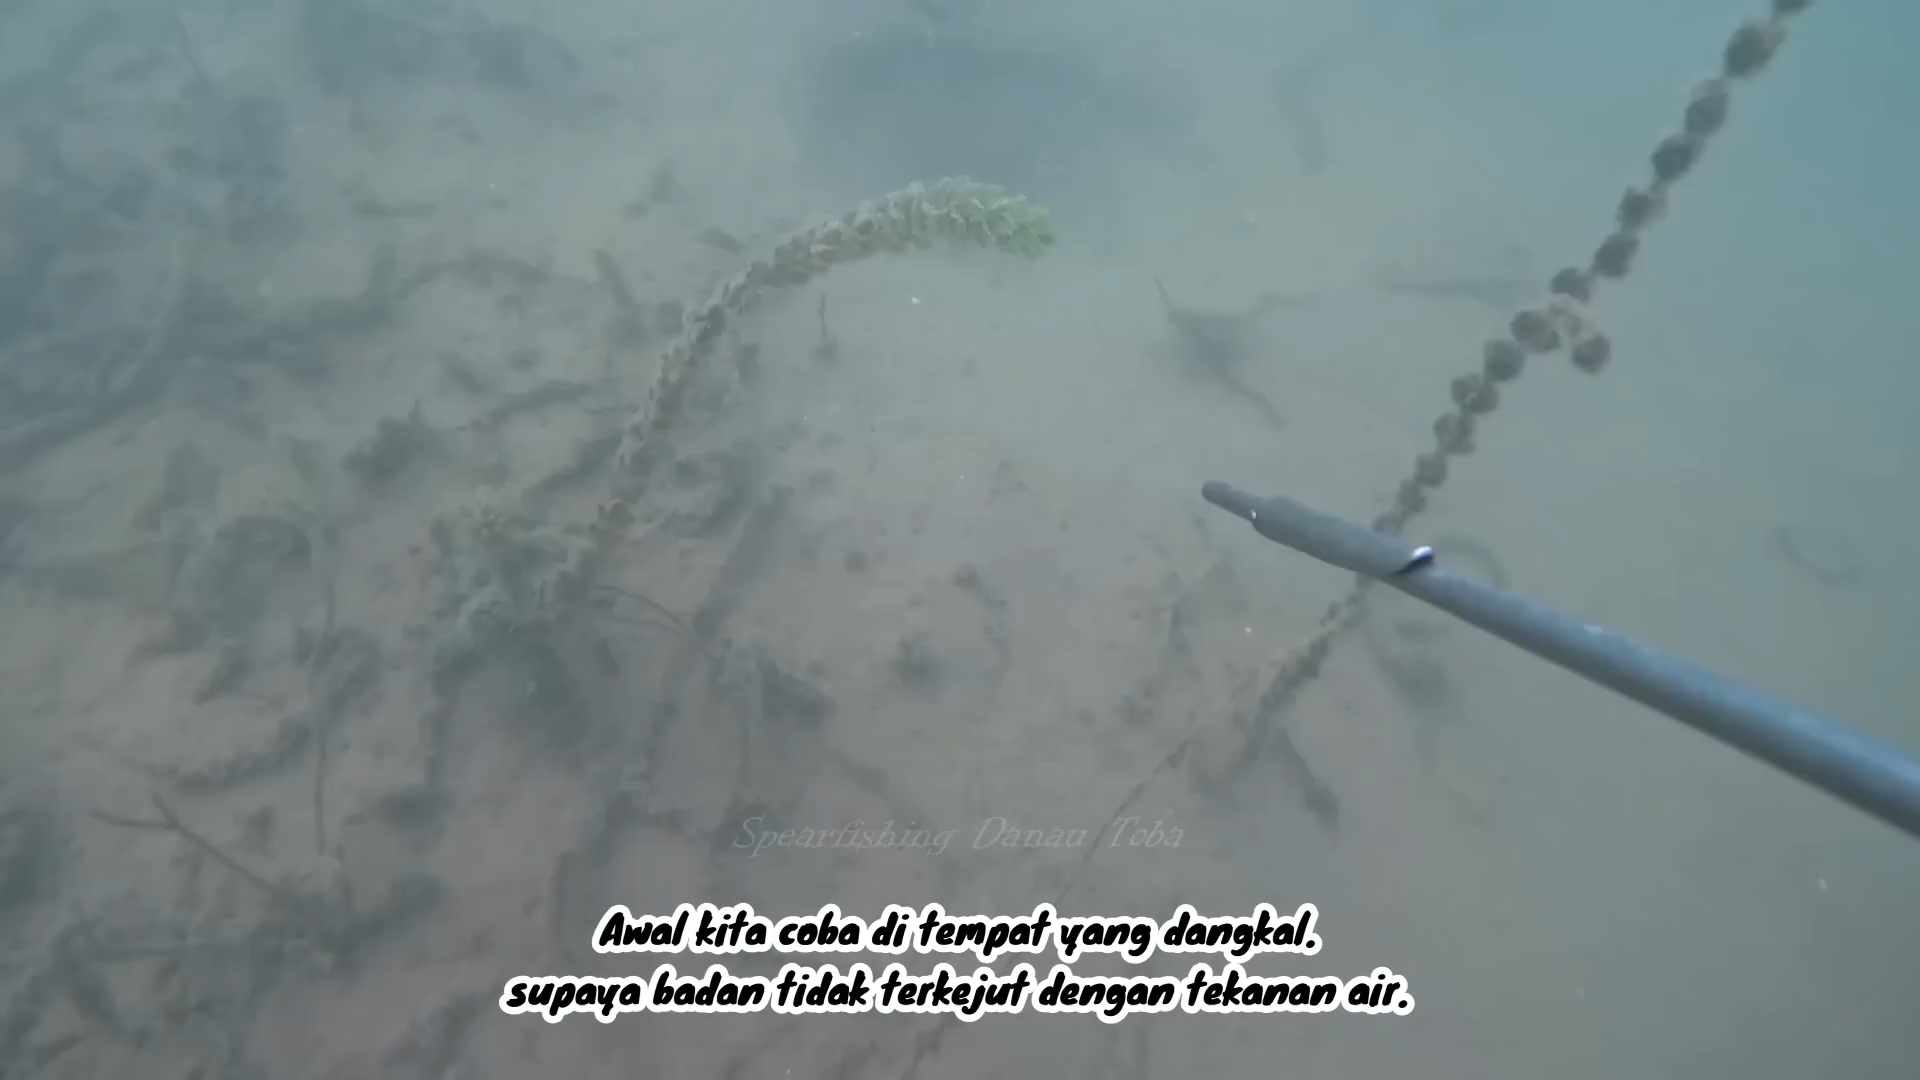 Spearfishing Danau Toba
Awal kita coba di tempat yang dangkal.
supaya badan tidak terkejut dengan tekanan air.